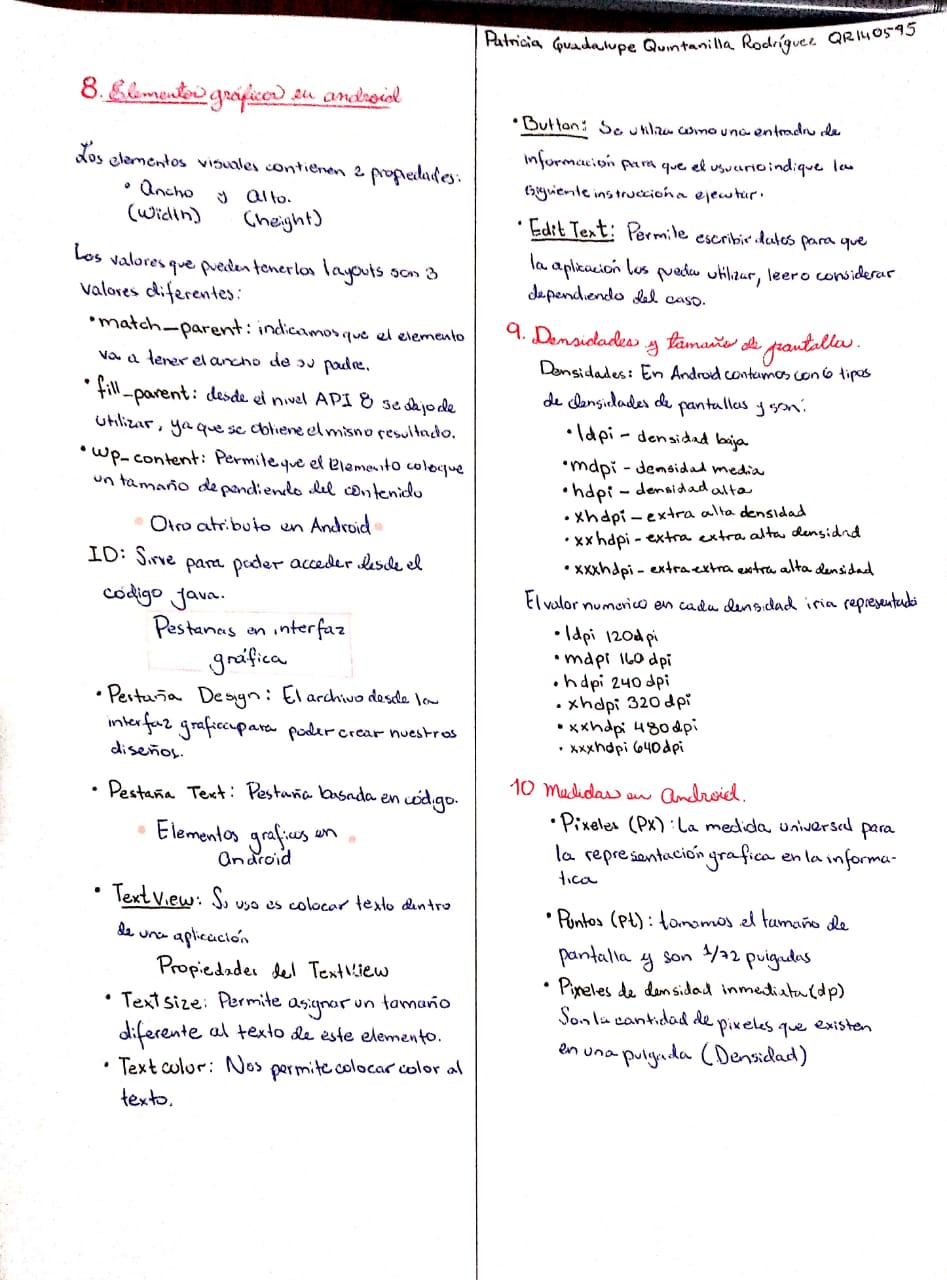 Patricia Guadalupe Quintanilla Rodríguez QR140595
8. Elementos gráficos en android
Los elementos visuales contienen 2 propiedades:
• Ancho y alto.
(width) (height)
Los valores que pueden tener los layouts son 3
valores diferentes:
• match_parent: indicamos que el elemento
va a tener el ancho de su padre.
• fill_parent: desde el nivel API 8 se dejo de
utilizar, ya que se obtiene el mismo resultado.
• wp_content: Permite que el Elemento coloque
un tamaño dependiendo del contenido
• Otro atributo en Android •
ID: Sirve para poder acceder desde el
código java.
Pestanas en interfaz
gráfica
• Pestaña Design: El archivo desde la
interfaz grafica para poder crear nuestros
diseños.
• Pestaña Text: Pestaña basada en código.
• Elementos graficos en •
Android
• TextView: Su uso es colocar texto dentro
de una aplicación
Propiedades del TextView
• Textsize: Permite asignar un tamaño
diferente al texto de este elemento.
• Text color: Nos permite colocar color al
texto.
• Button: Se utiliza como una entrada de
información para que el usuario indique la
siguiente instrucción a ejecutar.
• Edit Text: Permite escribir datos para que
la aplicación los pueda utilizar, leer o considerar
dependiendo del caso.
9. Densidades y tamaño de pantalla.
Densidades: En Android contamos con 6 tipos
de densidades de pantallas y son:
• ldpi - densidad baja
• mdpi - densidad media
• hdpi - densidad alta
• xhdpi - extra alta densidad
• xxhdpi - extra extra alta densidad
• xxxhdpi - extra extra extra alta densidad
El valor numerico en cada densidad iria representado
• ldpi 120dpi
• mdpi 160 dpi
• hdpi 240 dpi
• xhdpi 320 dpi
• xxhdpi 480dpi
• xxxhdpi 640dpi
10 Medidas en Android.
• Pixeles (Px): La medida universal para
la representación grafica en la informa-
tica
• Puntos (Pt): tomamos el tamaño de
pantalla y son 1/72 pulgadas
• Pixeles de densidad inmediata (dp)
Son la cantidad de pixeles que existen
en una pulgada (Densidad)